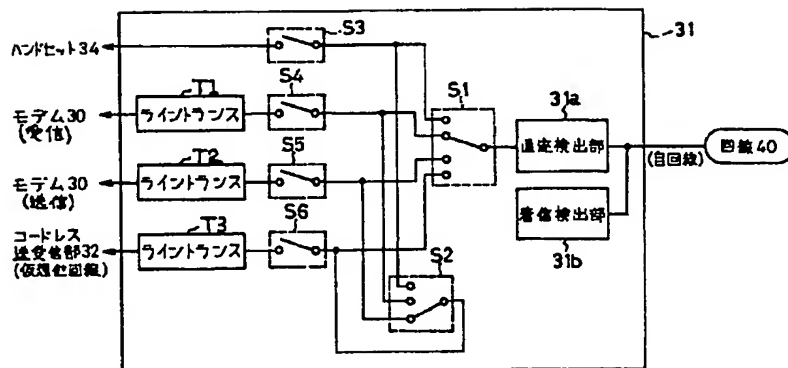 S3
31
ハンドセット34
T1
S4
S1
31a
モデム30
(受信)
ライントランス
直流検出部
回線40
(自回線)
T2
S5
モデム30
(送信)
ライントランス
着信検出部
31b
T3
S6
コードレス
送受信部32
(仮想他回線)
ライントランス
S2